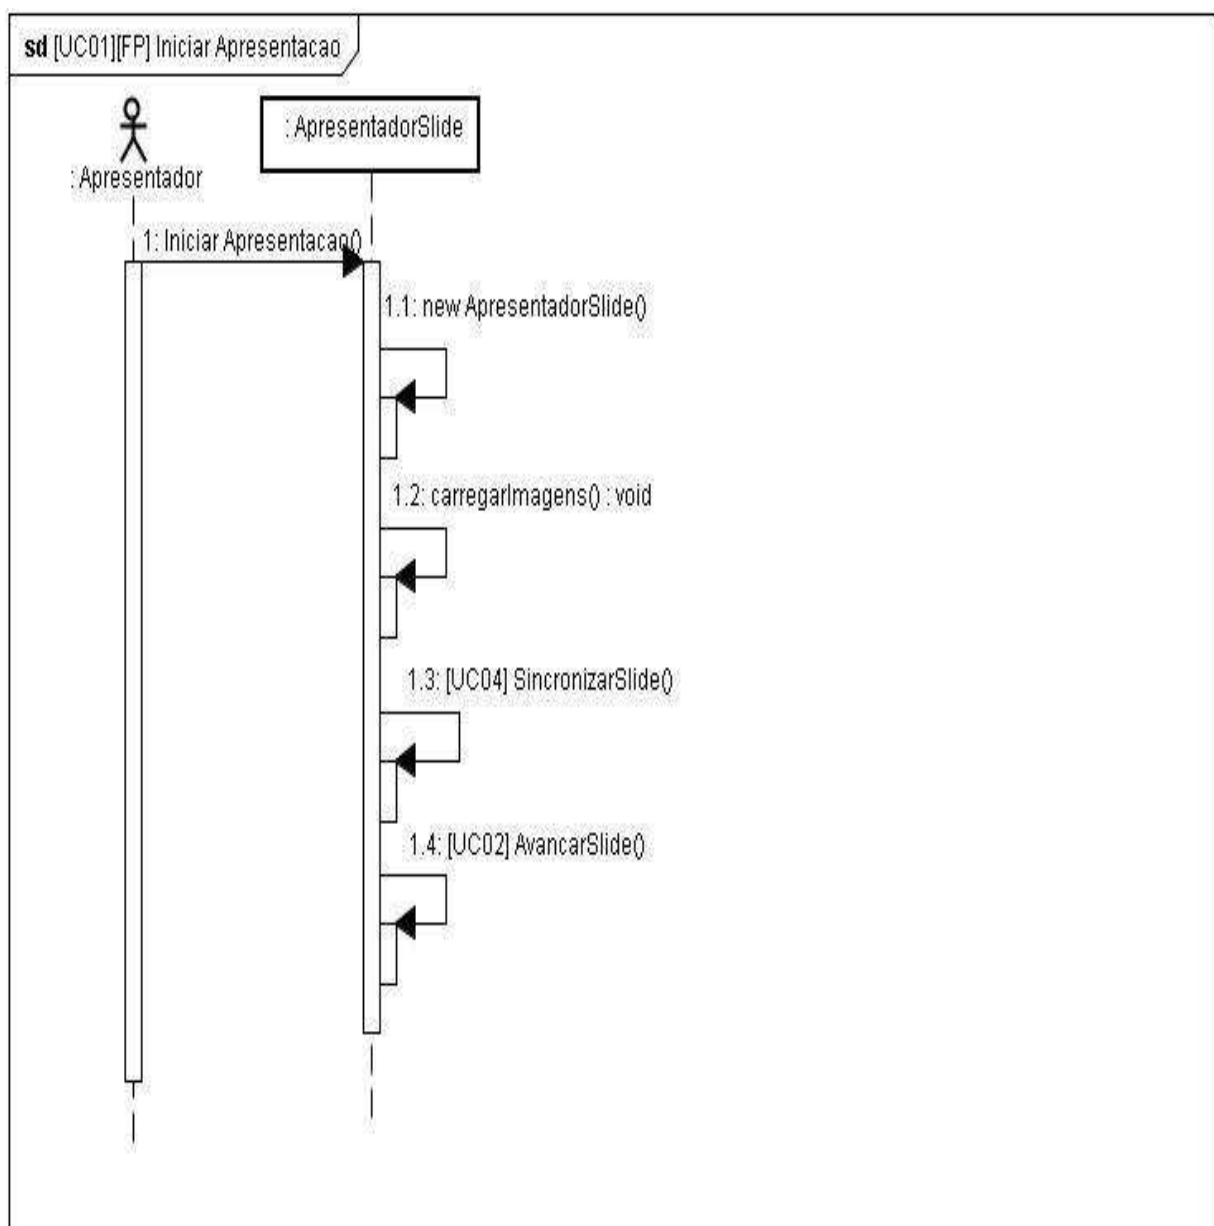 sd [UC01][FP] Iniciar Apresentacao
: Apresentador
: ApresentadorSlide
1: Iniciar Apresentacao()
1.1: new ApresentadorSlide()
1.2: carregarImagens() : void
1.3: [UC04] SincronizarSlide()
1.4: [UC02] AvancarSlide()